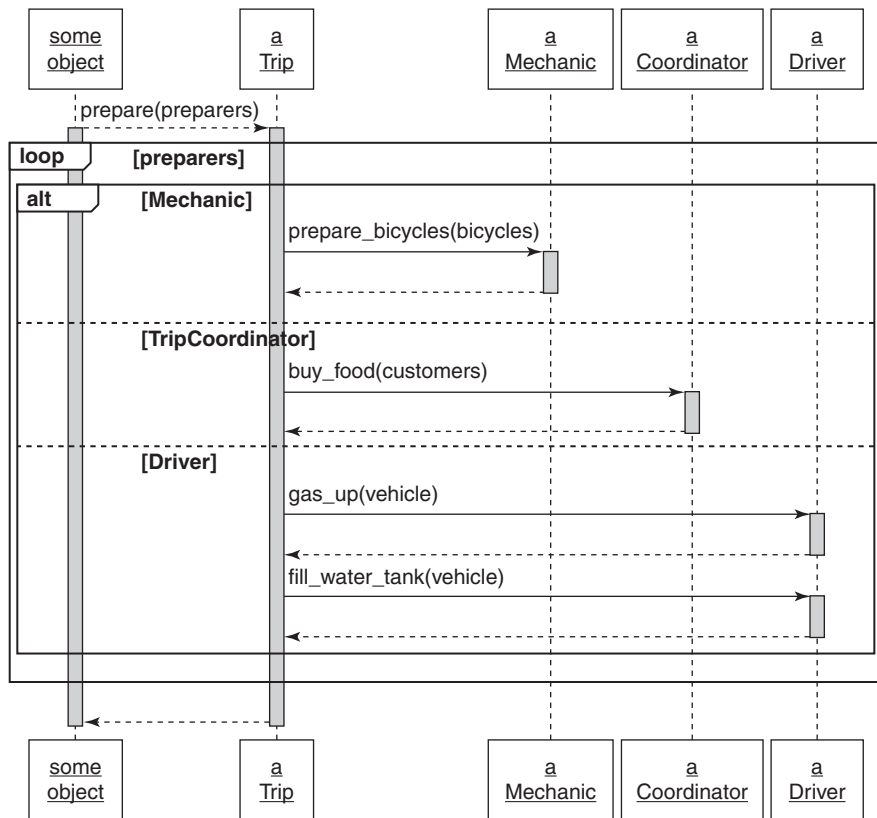 some
object
a
Trip
a
Mechanic
a
Coordinator
a
Driver
prepare(preparers)
loop
[preparers]
alt
[Mechanic]
prepare_bicycles(bicycles)
[TripCoordinator]
buy_food(customers)
[Driver]
gas_up(vehicle)
fill_water_tank(vehicle)
some
object
a
Trip
a
Mechanic
a
Coordinator
a
Driver